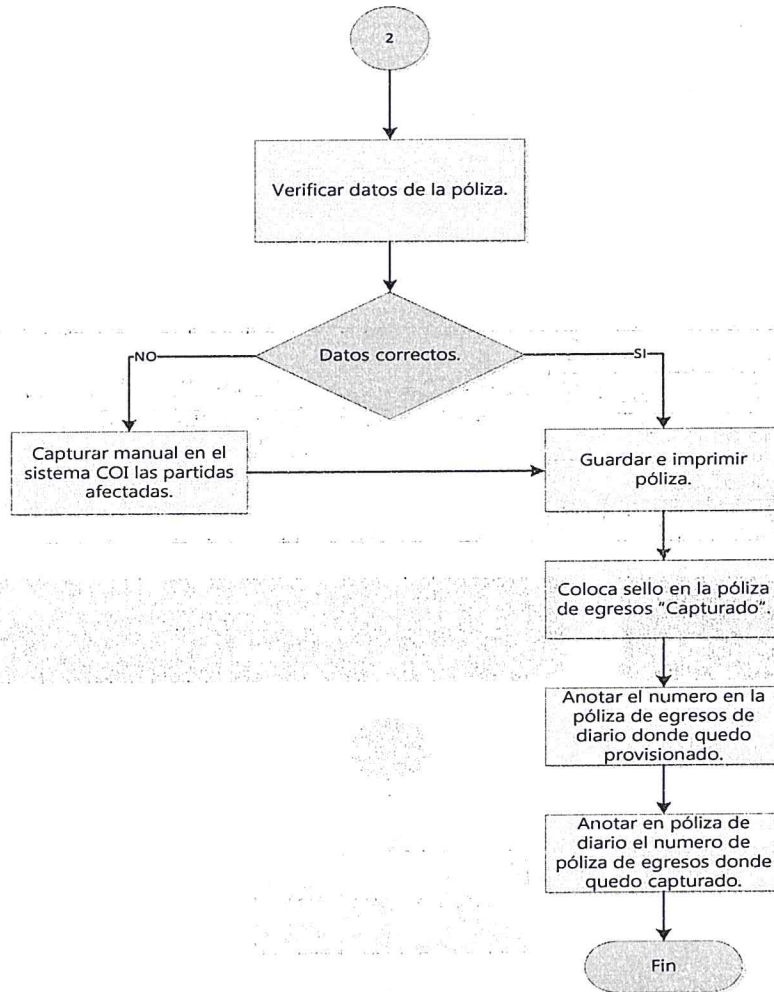 2
Verificar datos de la póliza.
Datos correctos.
NO
SI
Capturar manual en el
sistema COI las partidas
afectadas.
Guardar e imprimir
póliza.
Coloca sello en la póliza
de egresos “Capturado”.
Anotar el numero en la
póliza de egresos de
diario donde quedo
provisionado.
Anotar en póliza de
diario el numero de
póliza de egresos donde
quedo capturado.
Fin